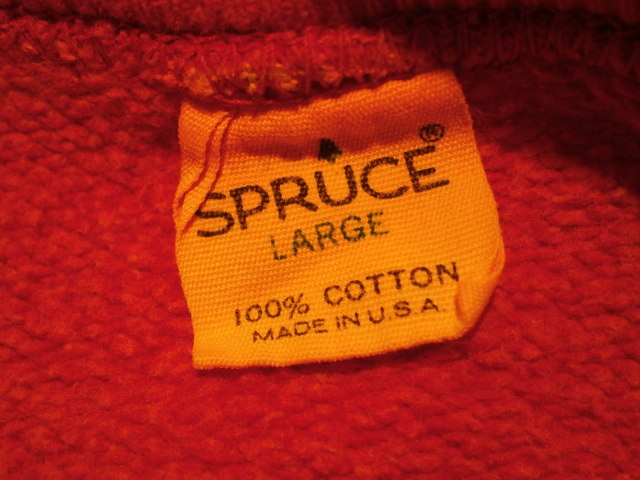 SPRUCE®
LARGE
100% COTTON
MADE IN U.S.A.